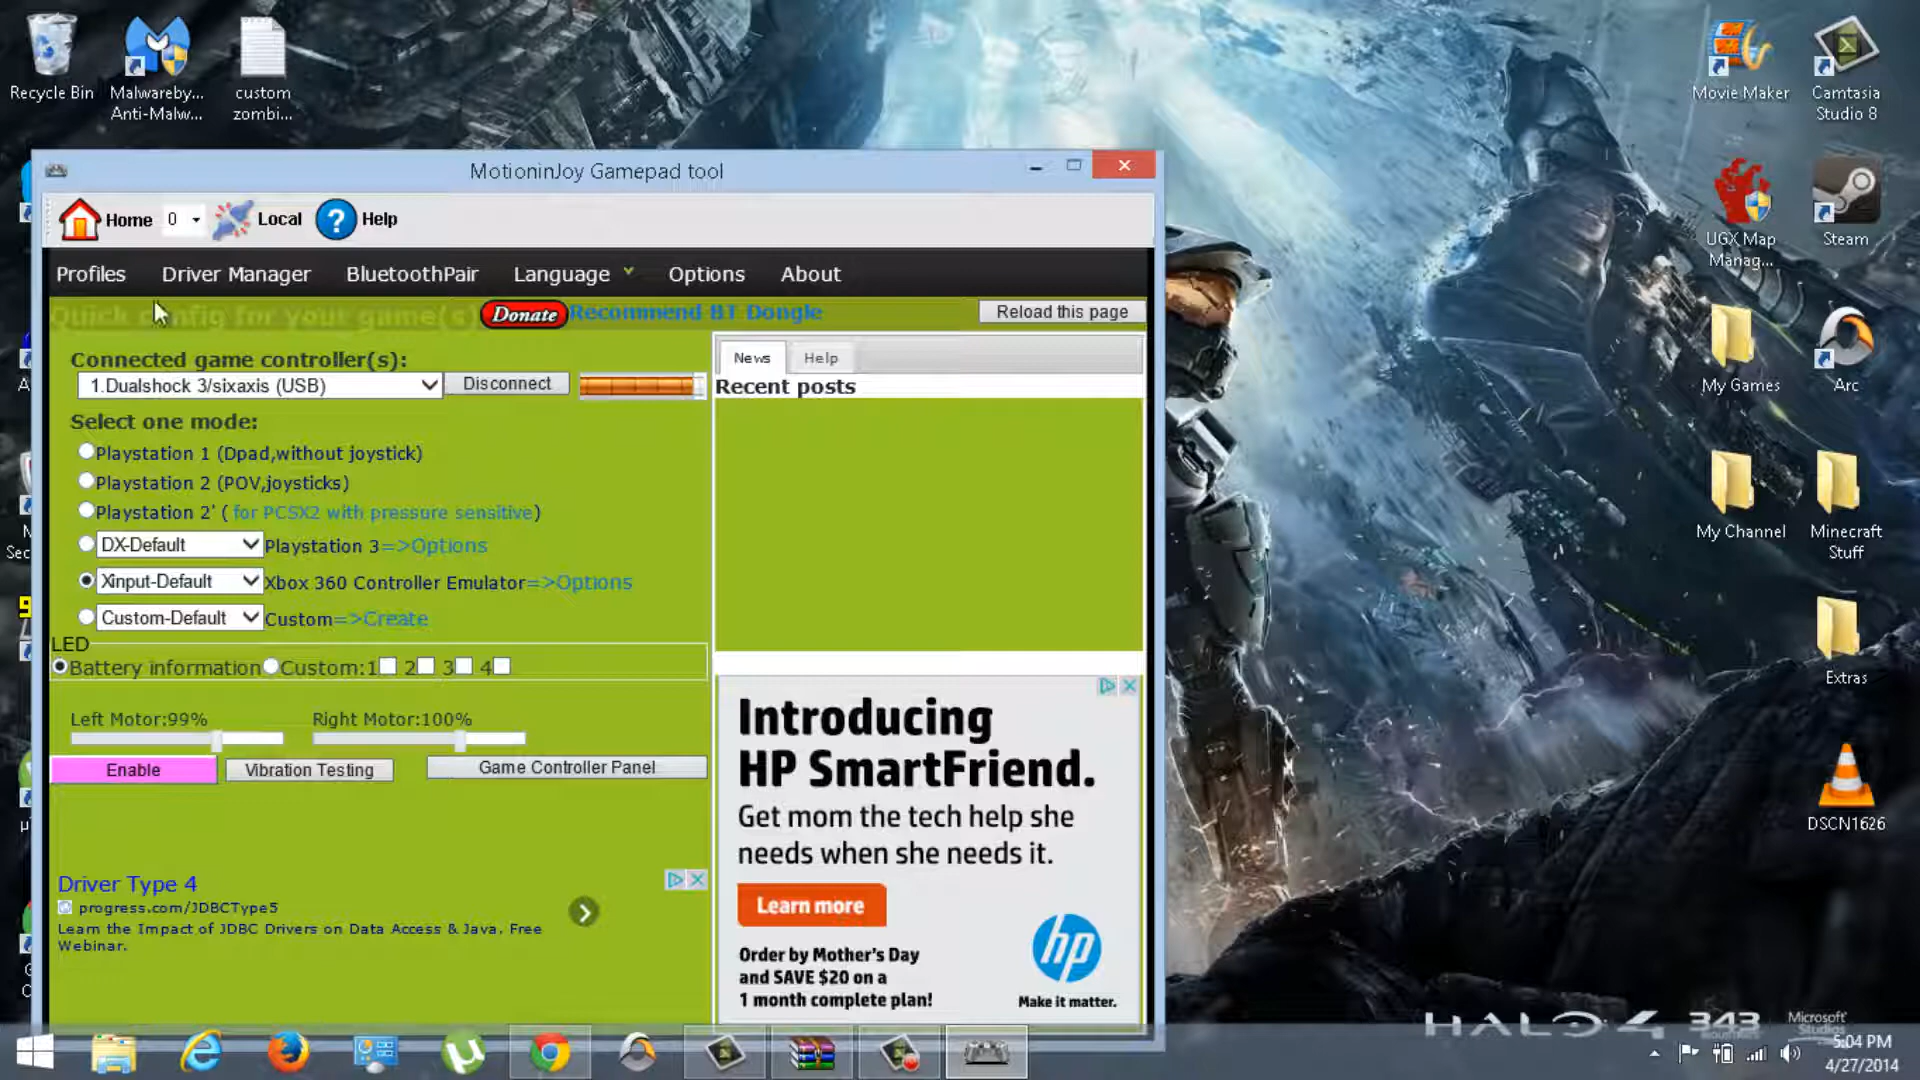 Recycle Bin
Malwareby...
Anti-Malw...
custom
zombi...
Movie Maker
Camtasia
Studio 8
MotioninJoy Gamepad tool
Home 0 Local Help
Profiles Driver Manager BluetoothPair Language Options About
Quick config for your game(s) Donate Recommend BT Dongle Reload this page
Connected game controller(s):
1.Dualshock 3/sixaxis (USB) Disconnect
Select one mode:
Playstation 1 (Dpad,without joystick)
Playstation 2 (POV,joysticks)
Playstation 2' ( for PCSX2 with pressure sensitive)
DX-Default Playstation 3=>Options
Xinput-Default Xbox 360 Controller Emulator=>Options
Custom-Default Custom=>Create
LED
Battery information Custom:1 2 3 4
Left Motor:99% Right Motor:100%
Enable Vibration Testing Game Controller Panel
Driver Type 4
progress.com/JDBCType5
Learn the Impact of JDBC Drivers on Data Access & Java. Free
Webinar.
News Help
Recent posts
Introducing
HP SmartFriend.
Get mom the tech help she
needs when she needs it.
Learn more
Order by Mother's Day
and SAVE $20 on a
1 month complete plan!
hp
Make it matter.
UGX Map
Manag...
Steam
My Games
Arc
My Channel
Minecraft
Stuff
Extras
DSCN1626
HALO 4 343
Microsoft
Studios
5:04 PM
4/27/2014